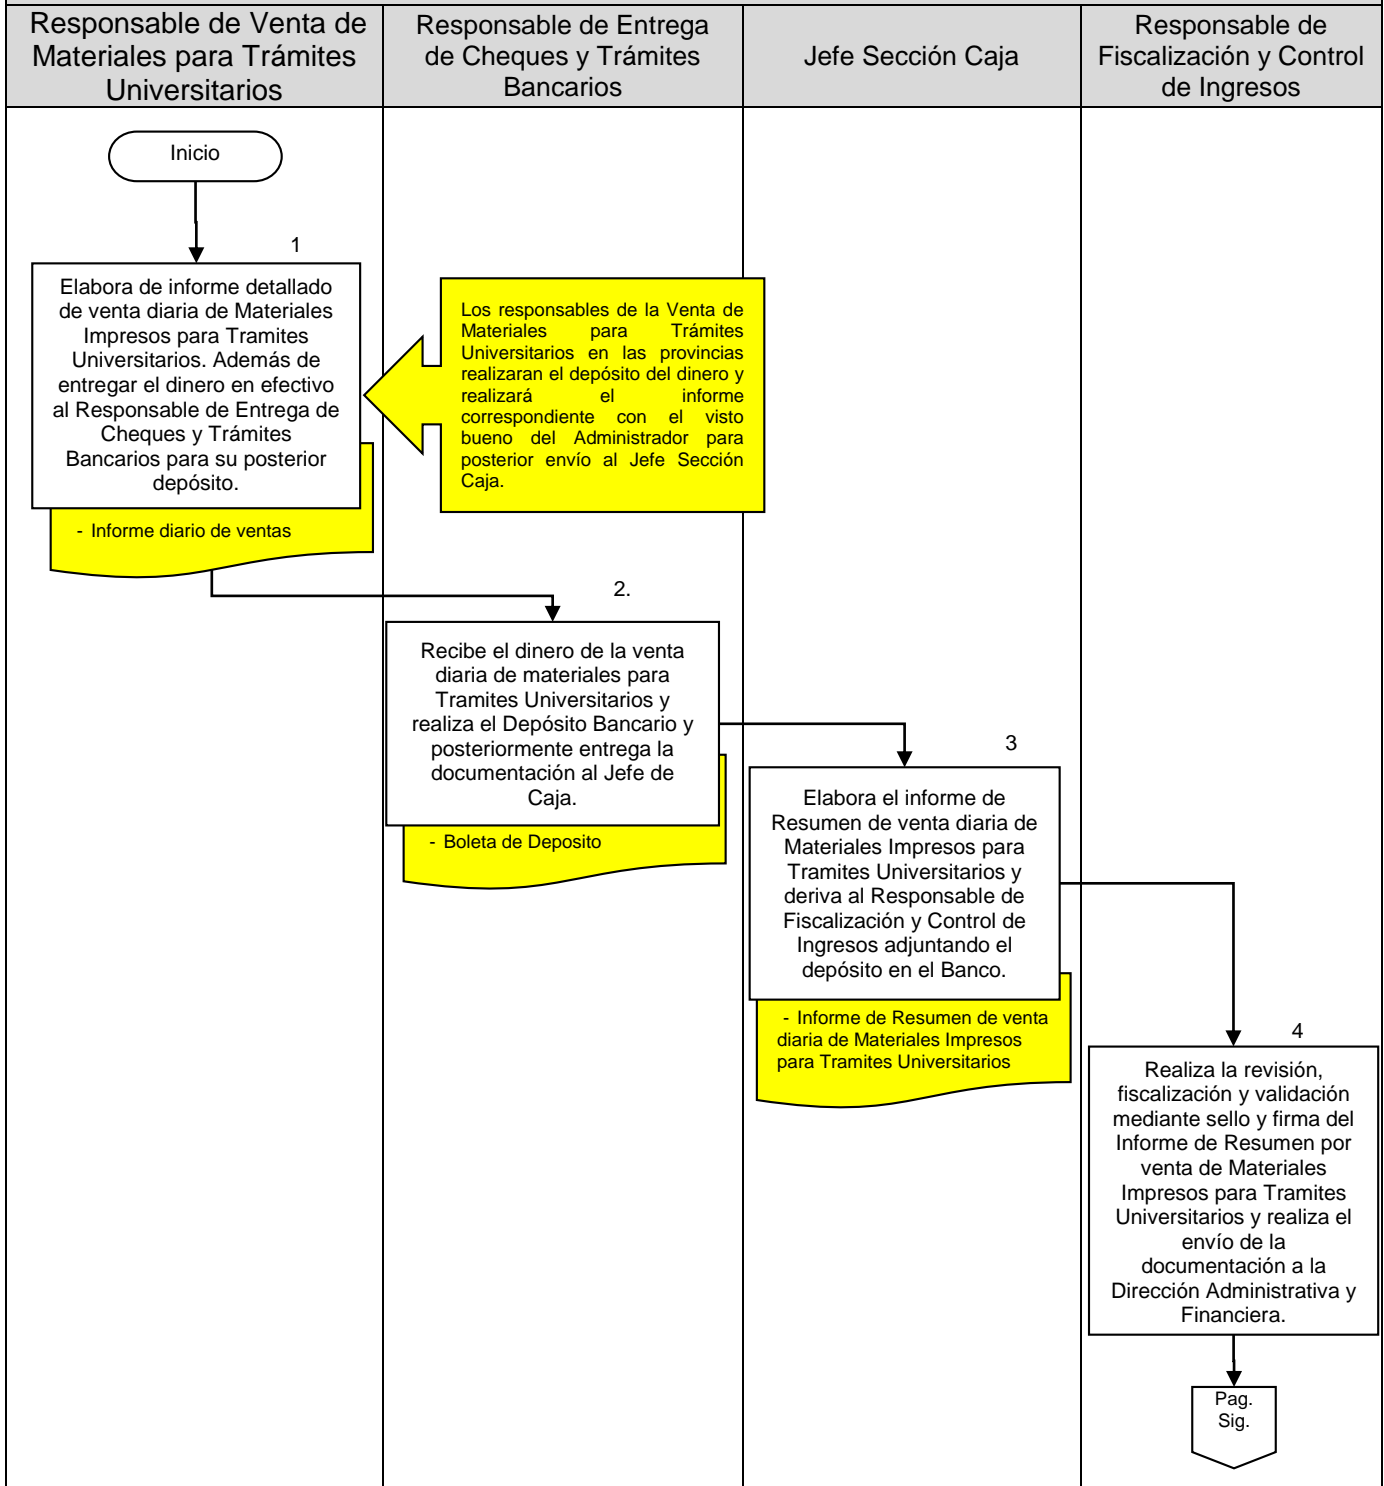 Responsable de Venta de
Materiales para Trámites
Universitarios
Responsable de Entrega
de Cheques y Trámites
Bancarios
Jefe Sección Caja
Responsable de
Fiscalización y Control
de Ingresos
Inicio
1
Elabora de informe detallado
de venta diaria de Materiales
Impresos para Tramites
Universitarios. Además de
entregar el dinero en efectivo
al Responsable de Entrega de
Cheques y Trámites
Bancarios para su posterior
depósito.
- Informe diario de ventas
Los responsables de la Venta de
Materiales para Trámites
Universitarios en las provincias
realizaran el depósito del dinero y
realizará el informe
correspondiente con el visto
bueno del Administrador para
posterior envío al Jefe Sección
Caja.
2.
Recibe el dinero de la venta
diaria de materiales para
Tramites Universitarios y
realiza el Depósito Bancario y
posteriormente entrega la
documentación al Jefe de
Caja.
- Boleta de Deposito
3
Elabora el informe de
Resumen de venta diaria de
Materiales Impresos para
Tramites Universitarios y
deriva al Responsable de
Fiscalización y Control de
Ingresos adjuntando el
depósito en el Banco.
- Informe de Resumen de venta
diaria de Materiales Impresos
para Tramites Universitarios
4
Realiza la revisión,
fiscalización y validación
mediante sello y firma del
Informe de Resumen por
venta de Materiales
Impresos para Tramites
Universitarios y realiza el
envío de la
documentación a la
Dirección Administrativa y
Financiera.
Pag.
Sig.